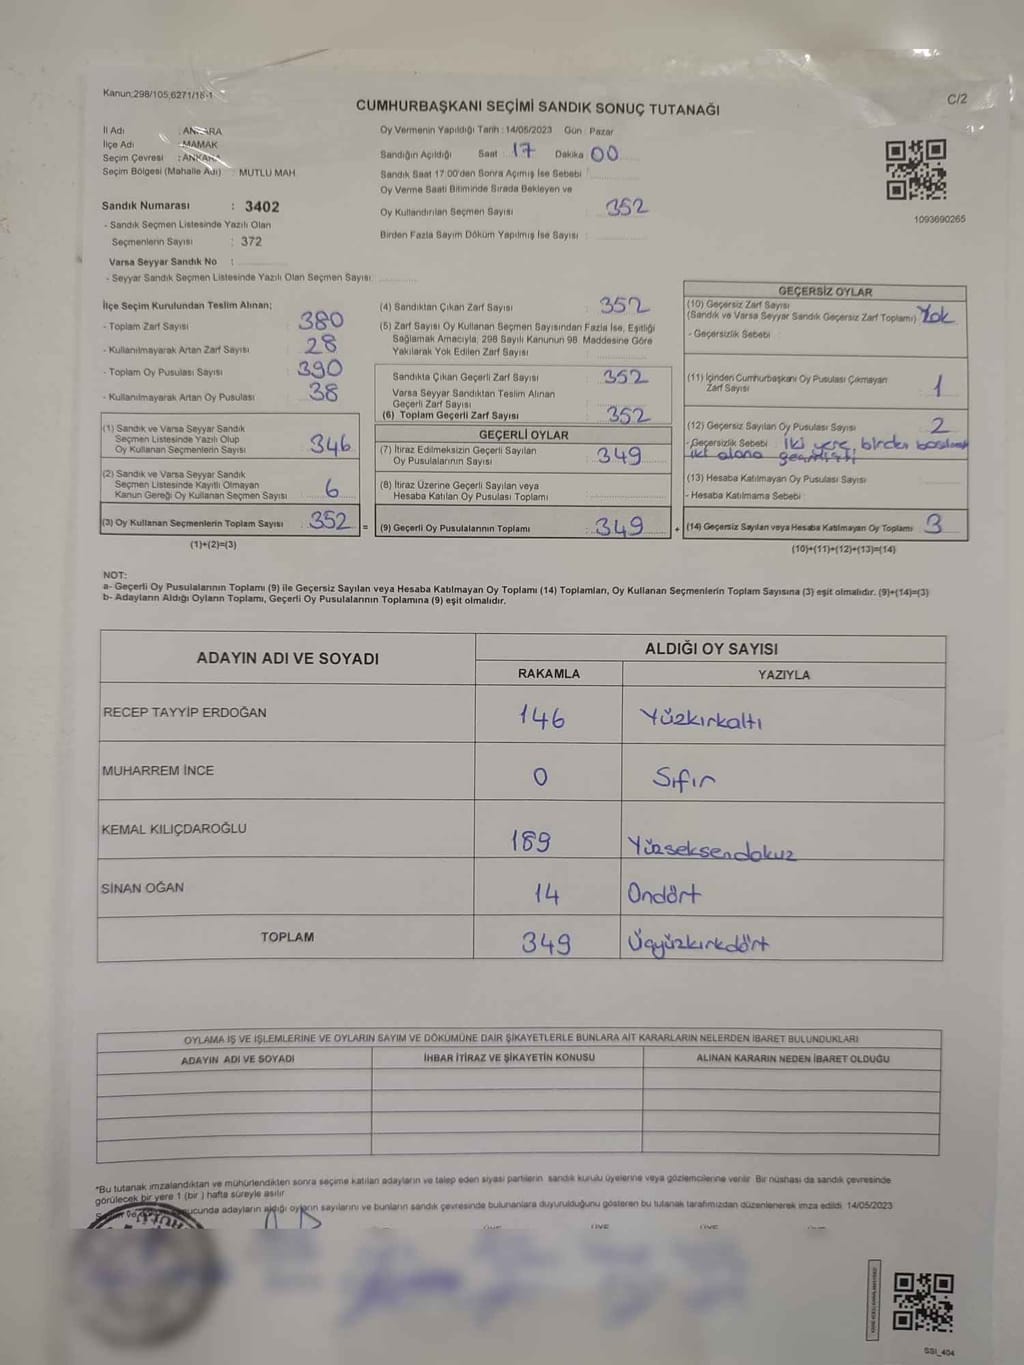 Kanun:298/105,6271/18-1
C/2
CUMHURBAŞKANI SEÇİMİ SANDIK SONUÇ TUTANAĞI
İl Adı : ANKARA
İlçe Adı : MAMAK
Seçim Çevresi : ANKARA
Seçim Bölgesi (Mahalle Adı) : MUTLU MAH
Sandık Numarası : 3402
- Sandık Seçmen Listesinde Yazılı Olan
Seçmenlerin Sayısı : 372
Varsa Seyyar Sandık No :
- Seyyar Sandık Seçmen Listesinde Yazılı Olan Seçmen Sayısı:
Oy Vermenin Yapıldığı Tarih : 14/05/2023 Gün : Pazar
Sandığın Açıldığı Saat : 17 Dakika : 00
Sandık Saat 17:00'den Sonra Açımış İse Sebebi :
Oy Verme Saati Bitiminde Sırada Bekleyen ve
Oy Kullandırılan Seçmen Sayısı : 352
Birden Fazla Sayım Döküm Yapılmış İse Sayısı :
1093690265
İlçe Seçim Kurulundan Teslim Alınan;
- Toplam Zarf Sayısı : 380
- Kullanılmayarak Artan Zarf Sayısı : 28
- Toplam Oy Pusulası Sayısı : 390
- Kullanılmayarak Artan Oy Pusulası : 38
(1) Sandık ve Varsa Seyyar Sandık
Seçmen Listesinde Yazılı Olup
Oy Kullanan Seçmenlerin Sayısı : 346
(2) Sandık ve Varsa Seyyar Sandık
Seçmen Listesinde Kayıtlı Olmayan
Kanun Gereği Oy Kullanan Seçmen Sayısı : 6
(3) Oy Kullanan Seçmenlerin Toplam Sayısı : 352 =
(1)+(2)=(3)
(4) Sandıktan Çıkan Zarf Sayısı : 352
(5) Zarf Sayısı Oy Kullanan Seçmen Sayısından Fazla İse, Eşitliği
Sağlamak Amacıyla, 298 Sayılı Kanunun 98 Maddesine Göre
Yakılarak Yok Edilen Zarf Sayısı :
Sandıkta Çıkan Geçerli Zarf Sayısı : 352
Varsa Seyyar Sandıktan Teslim Alınan
Geçerli Zarf Sayısı :
(6) Toplam Geçerli Zarf Sayısı : 352
GEÇERLİ OYLAR
(7) İtiraz Edilmeksizin Geçerli Sayılan
Oy Pusulasının Sayısı : 349
(8) İtiraz Üzerine Geçerli Sayılan veya
Hesaba Katılan Oy Pusulası Toplamı :
(9) Geçerli Oy Pusulalarının Toplamı : 349 +
GEÇERSİZ OYLAR
(10) Geçersiz Zarf Sayısı
(Sandık ve Varsa Seyyar Sandık Geçersiz Zarf Toplamı) : Yok
- Geçersizlik Sebebi :
(11) İçinden Cumhurbaşkanı Oy Pusulası Çıkmayan
Zarf Sayısı : 1
(12) Geçersiz Sayılan Oy Pusulası Sayısı : 2
- Geçersizlik Sebebi : İki yere birden basılmış
iki alana geçmişti
(13) Hesaba Katılmayan Oy Pusulası Sayısı :
- Hesaba Katılmama Sebebi :
(14) Geçersiz Sayılan veya Hesaba Katılmayan Oy Toplamı : 3
(10)+(11)+(12)+(13)=(14)
NOT:
a- Geçerli Oy Pusulalarının Toplamı (9) ile Geçersiz Sayılan veya Hesaba Katılmayan Oy Toplamı (14) Toplamları, Oy Kullanan Seçmenlerin Toplam Sayısına (3) eşit olmalıdır. (9)+(14)=(3)
b- Adayların Aldığı Oyların Toplamı, Geçerli Oy Pusulalarının Toplamına (9) eşit olmalıdır.
ADAYIN ADI VE SOYADI
ALDIĞI OY SAYISI
RAKAMLA YAZIYLA
RECEP TAYYİP ERDOĞAN 146 Yüzkırkaltı
MUHARREM İNCE 0 Sıfır
KEMAL KILIÇDAROĞLU 189 Yüzseksendokuz
SİNAN OĞAN 14 Ondört
TOPLAM 349 Üçyüzkırkdört
OYLAMA İŞ VE İŞLEMLERİNE VE OYLARIN SAYIM VE DÖKÜMÜNE DAİR ŞİKAYETLERLE BUNLARA AİT KARARLARIN NELERDEN İBARET BULUNDUKLARI
ADAYIN ADI VE SOYADI İHBAR İTİRAZ VE ŞİKAYETİN KONUSU ALINAN KARARIN NEDEN İBARET OLDUĞU
*Bu tutanak imzalandıktan ve mühürlendikten sonra seçime katılan adayların ve talep eden siyasi partilerin sandık kurulu üyelerine veya gözlemcilerine verilir. Bir nüshası da sandık çevresinde
görülecek bir yere 1 (bir) hafta süreyle asılır
ucunda adayların aldığı oyların sayılarını ve bunların sandık çevresinde bulunanlara duyurulduğunu gösteren bu tutanak tarafımızdan düzenlenerek imza edildi. 14/05/2023
SSI_404